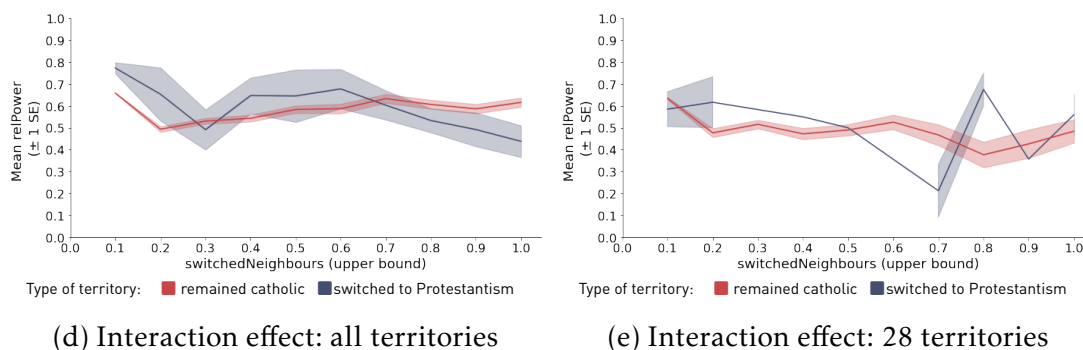 1.0
0.9
0.8
0.7
0.6
0.5
0.4
0.3
0.2
0.1
0.0
Mean relPower
(± 1 SE)
0.0 0.1 0.2 0.3 0.4 0.5 0.6 0.7 0.8 0.9 1.0
switchedNeighbours (upper bound)
Type of territory: remained catholic switched to Protestantism
(d) Interaction effect: all territories
1.0
0.9
0.8
0.7
0.6
0.5
0.4
0.3
0.2
0.1
0.0
Mean relPower
(± 1 SE)
0.0 0.1 0.2 0.3 0.4 0.5 0.6 0.7 0.8 0.9 1.0
switchedNeighbours (upper bound)
Type of territory: remained catholic switched to Protestantism
(e) Interaction effect: 28 territories